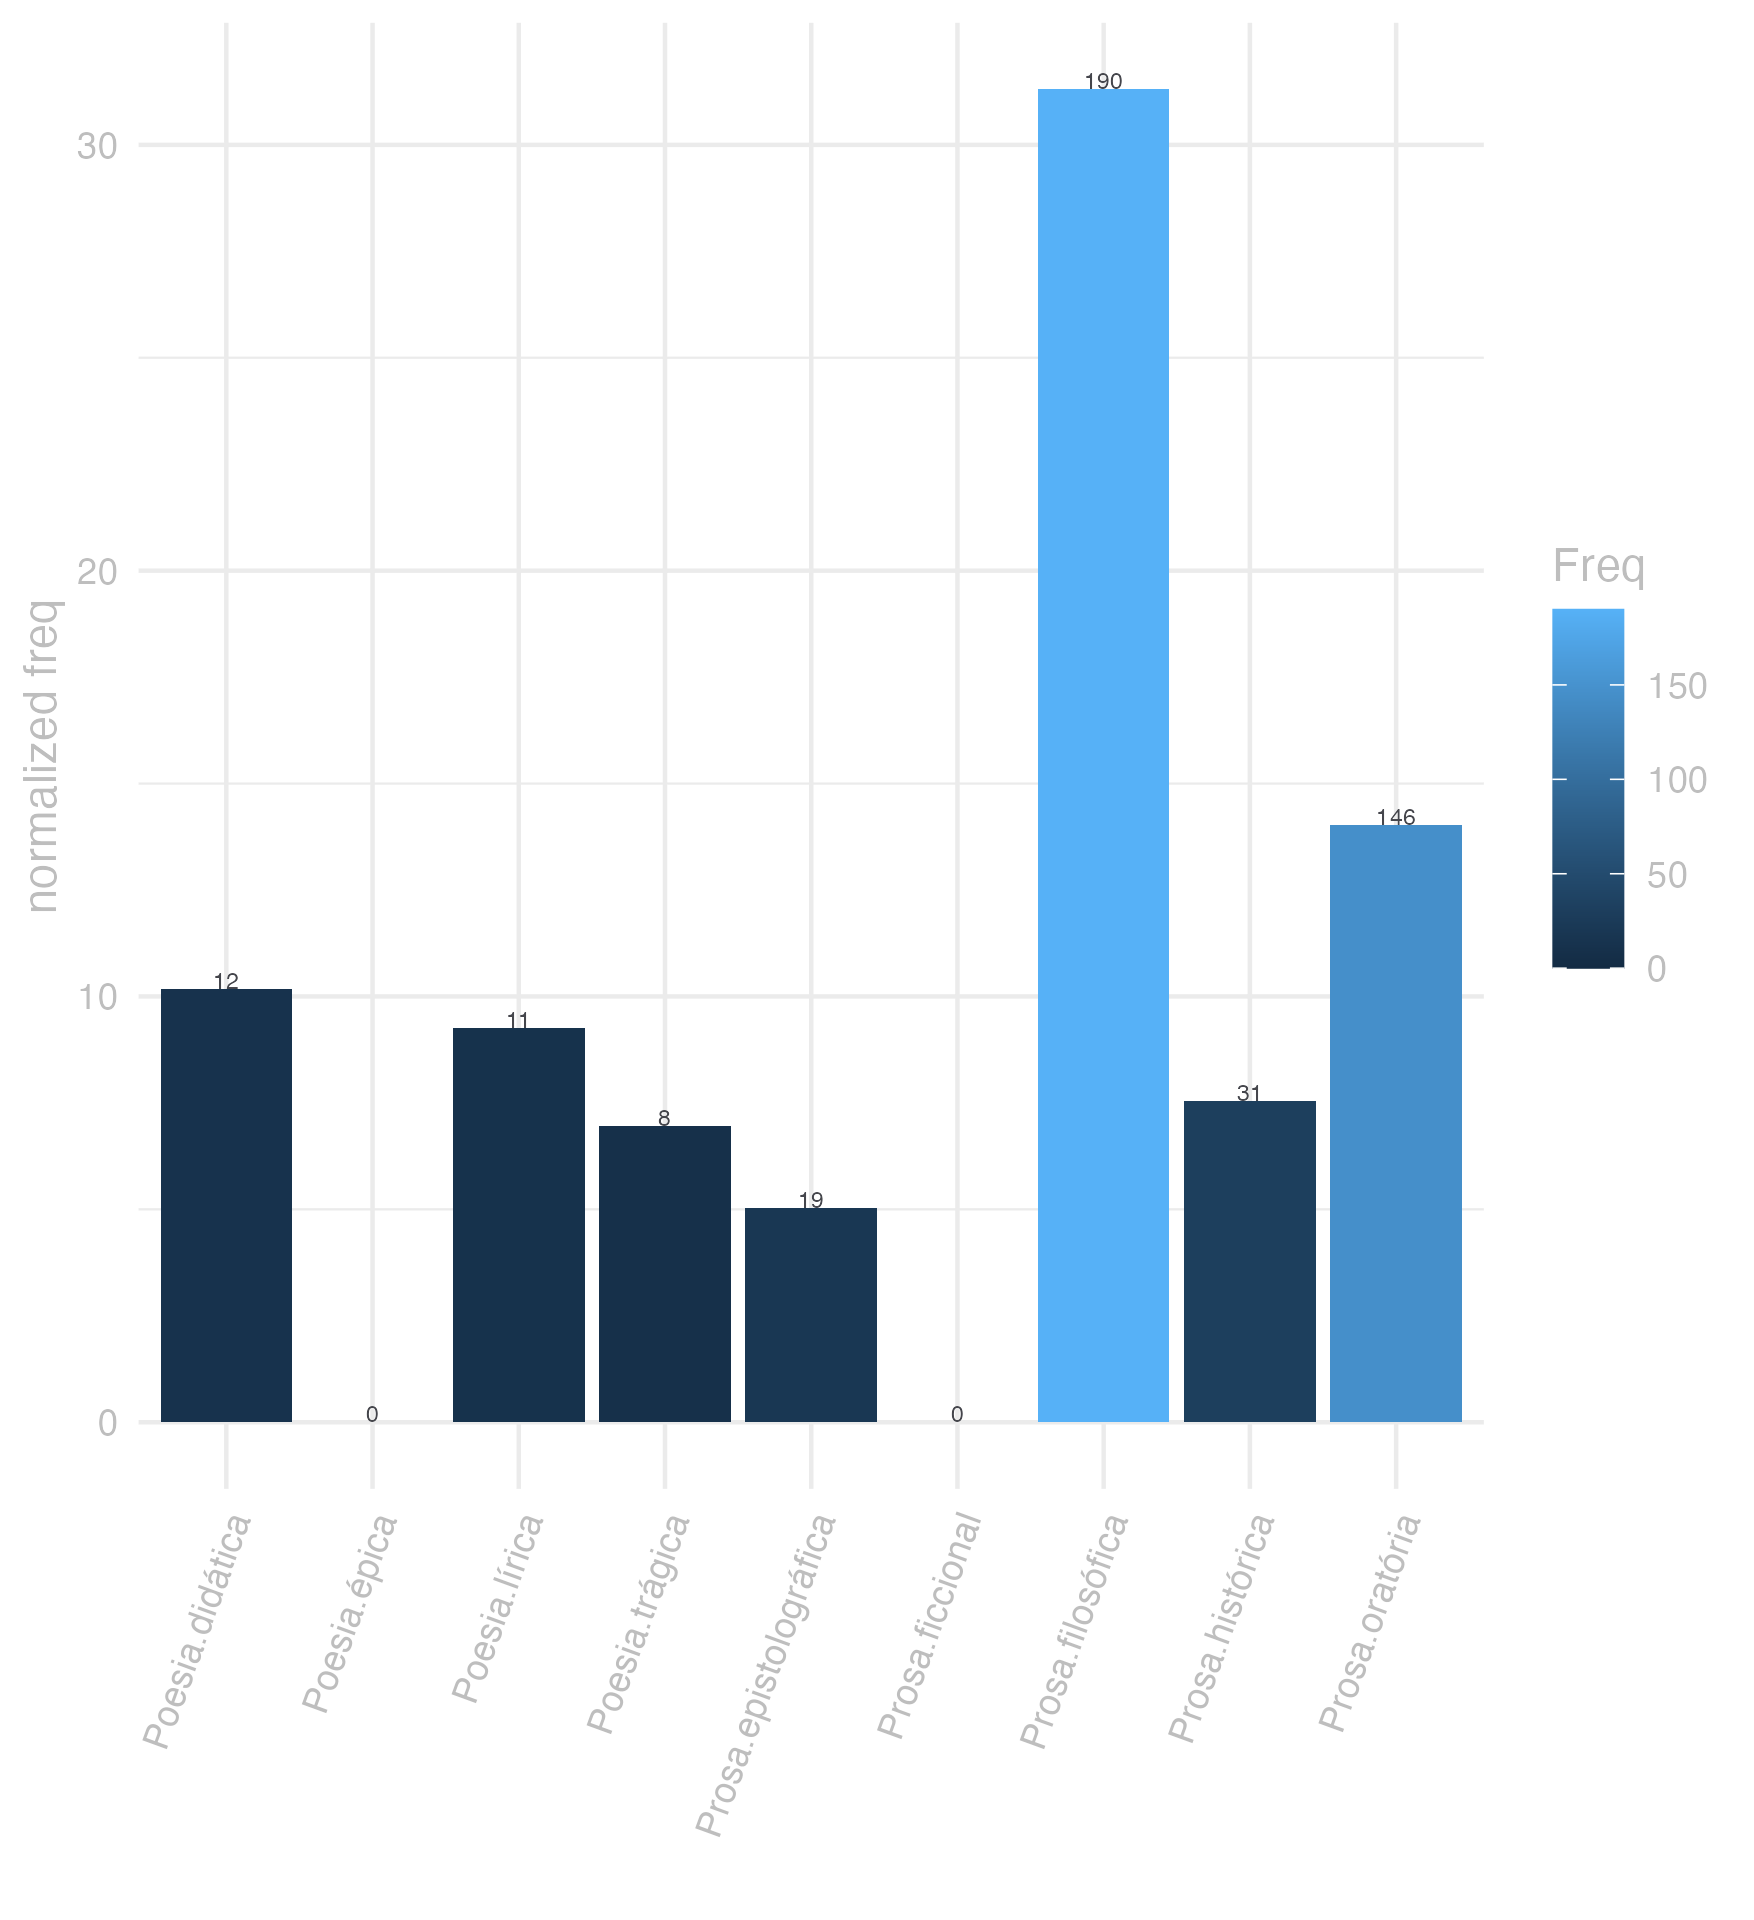 normalized freq
30
20
10
0
12
0
11
8
19
0
190
31
146
Poesia.didática
Poesia.épica
Poesia.lírica
Poesia.trágica
Prosa.epistolográfica
Prosa.ficcional
Prosa.filosófica
Prosa.histórica
Prosa.oratória
Freq
150
100
50
0